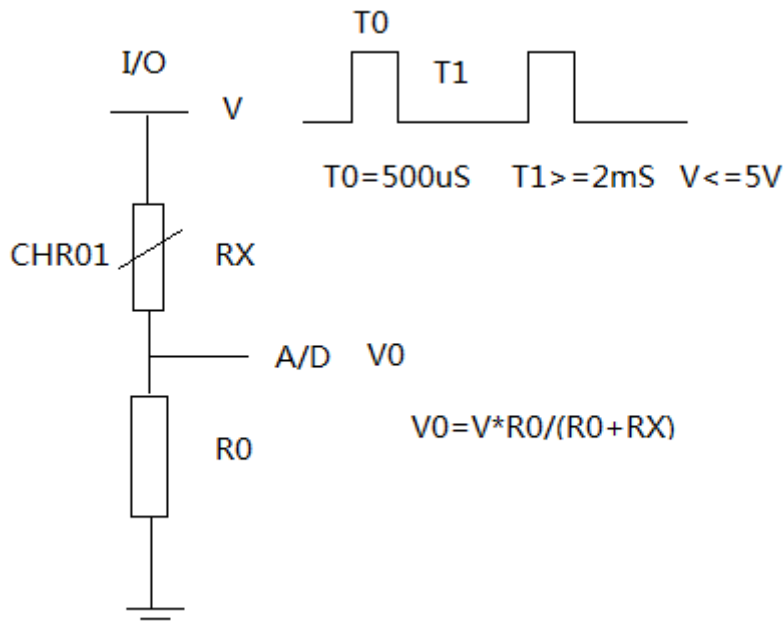 T0
I/O
T1
V
T0=500uS T1>=2mS V<=5V
CHR01 RX
A/D V0
V0=V*R0/(R0+RX)
R0